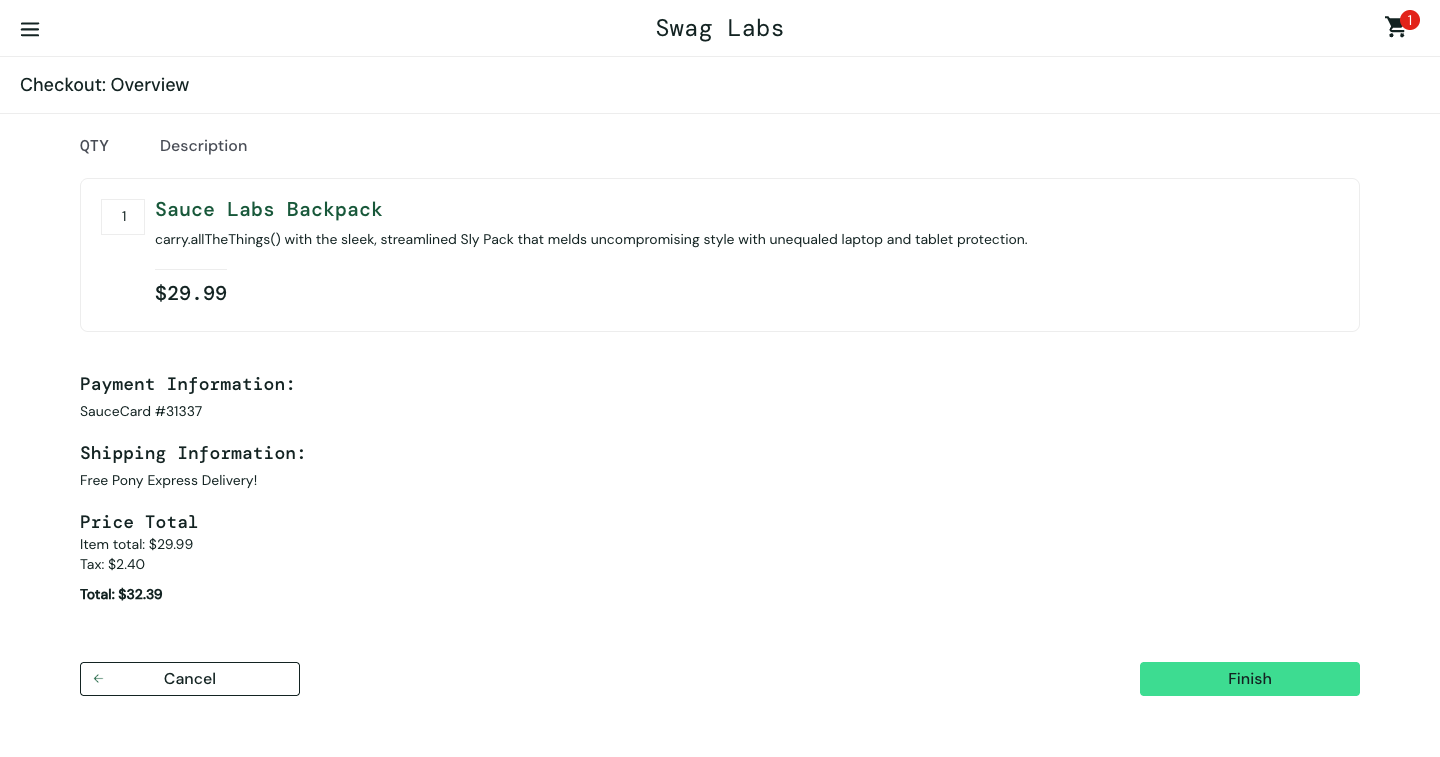 Swag Labs
1
Checkout: Overview
QTY Description
1
Sauce Labs Backpack
carry.allTheThings() with the sleek, streamlined Sly Pack that melds uncompromising style with unequaled laptop and tablet protection.
$29.99
Payment Information:
SauceCard #31337
Shipping Information:
Free Pony Express Delivery!
Price Total
Item total: $29.99
Tax: $2.40
Total: $32.39
Cancel
Finish